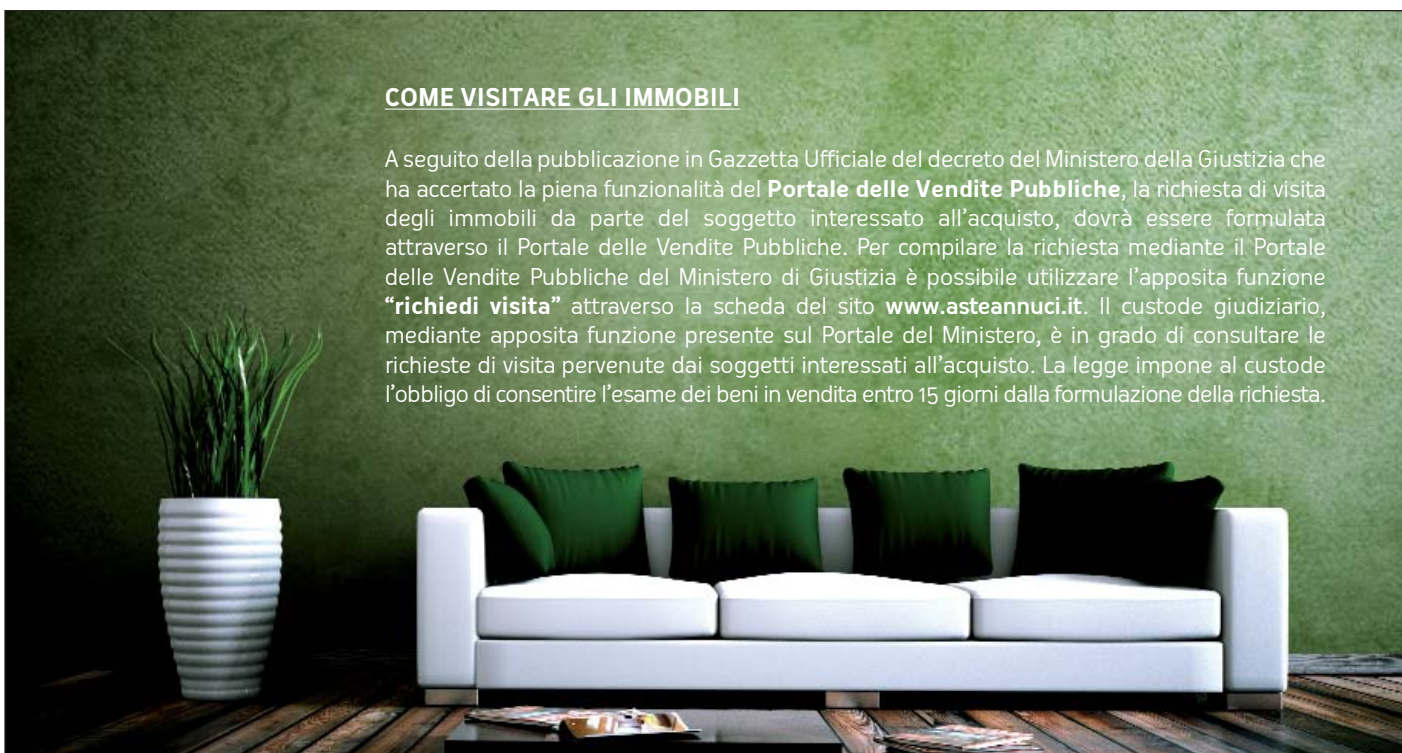 COME VISITARE GLI IMMOBILI
A seguito della pubblicazione in Gazzetta Ufficiale del decreto del Ministero della Giustizia che
ha accertato la piena funzionalità del Portale delle Vendite Pubbliche, la richiesta di visita
degli immobili da parte del soggetto interessato all’acquisto, dovrà essere formulata
attraverso il Portale delle Vendite Pubbliche. Per compilare la richiesta mediante il Portale
delle Vendite Pubbliche del Ministero di Giustizia è possibile utilizzare l’apposita funzione
“richiedi visita” attraverso la scheda del sito www.asteannuci.it. Il custode giudiziario,
mediante apposita funzione presente sul Portale del Ministero, è in grado di consultare le
richieste di visita pervenute dai soggetti interessati all’acquisto. La legge impone al custode
l’obbligo di consentire l’esame dei beni in vendita entro 15 giorni dalla formulazione della richiesta.